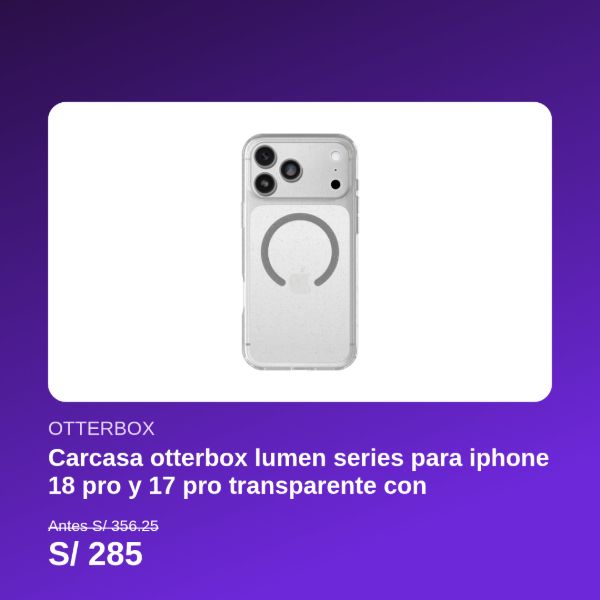 OTTERBOX
Carcasa otterbox lumen series para iphone
18 pro y 17 pro transparente con
Antes S/ 356.25
S/ 285